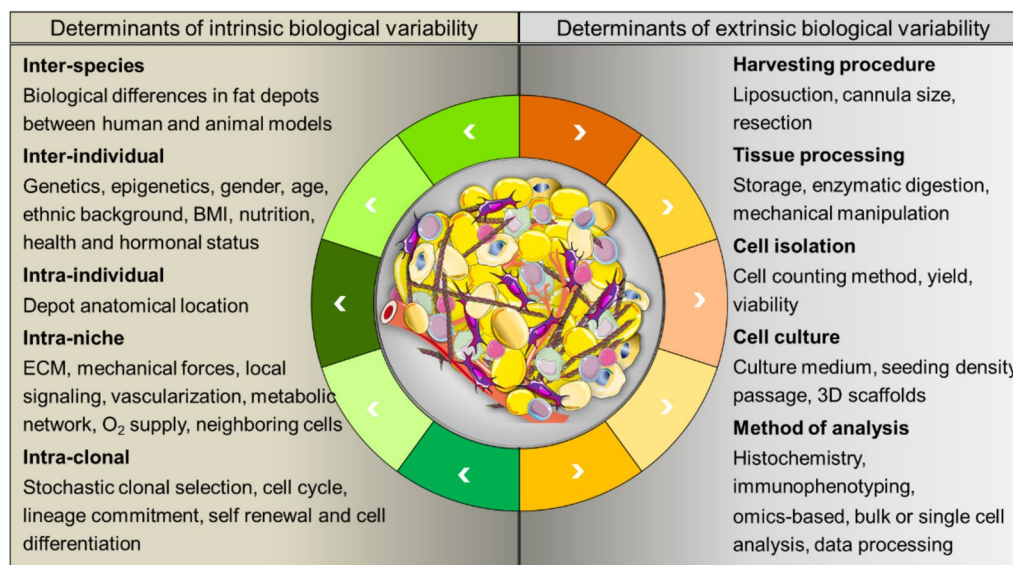 Determinants of intrinsic biological variability
Inter-species
Biological differences in fat depots
between human and animal models
Inter-individual
Genetics, epigenetics, gender, age,
ethnic background, BMI, nutrition,
health and hormonal status
Intra-individual
Depot anatomical location
Intra-niche
ECM, mechanical forces, local
signaling, vascularization, metabolic
network, O₂ supply, neighboring cells
Intra-clonal
Stochastic clonal selection, cell cycle,
lineage commitment, self renewal and cell
differentiation
Determinants of extrinsic biological variability
Harvesting procedure
Liposuction, cannula size,
resection
Tissue processing
Storage, enzymatic digestion,
mechanical manipulation
Cell isolation
Cell counting method, yield,
viability
Cell culture
Culture medium, seeding density
passage, 3D scaffolds
Method of analysis
Histochemistry,
immunophenotyping,
omics-based, bulk or single cell
analysis, data processing